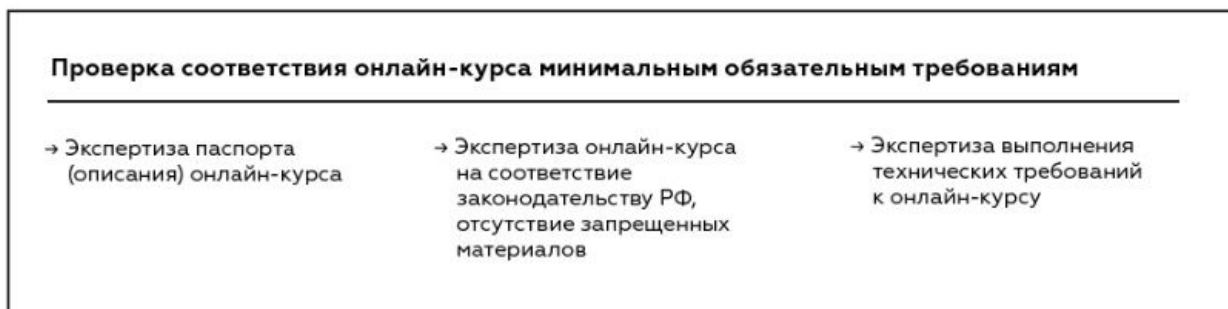 Проверка соответствия онлайн-курса минимальным обязательным требованиям
→ Экспертиза паспорта
(описания) онлайн-курса
→ Экспертиза онлайн-курса
на соответствие
законодательству РФ,
отсутствие запрещенных
материалов
→ Экспертиза выполнения
технических требований
к онлайн-курсу